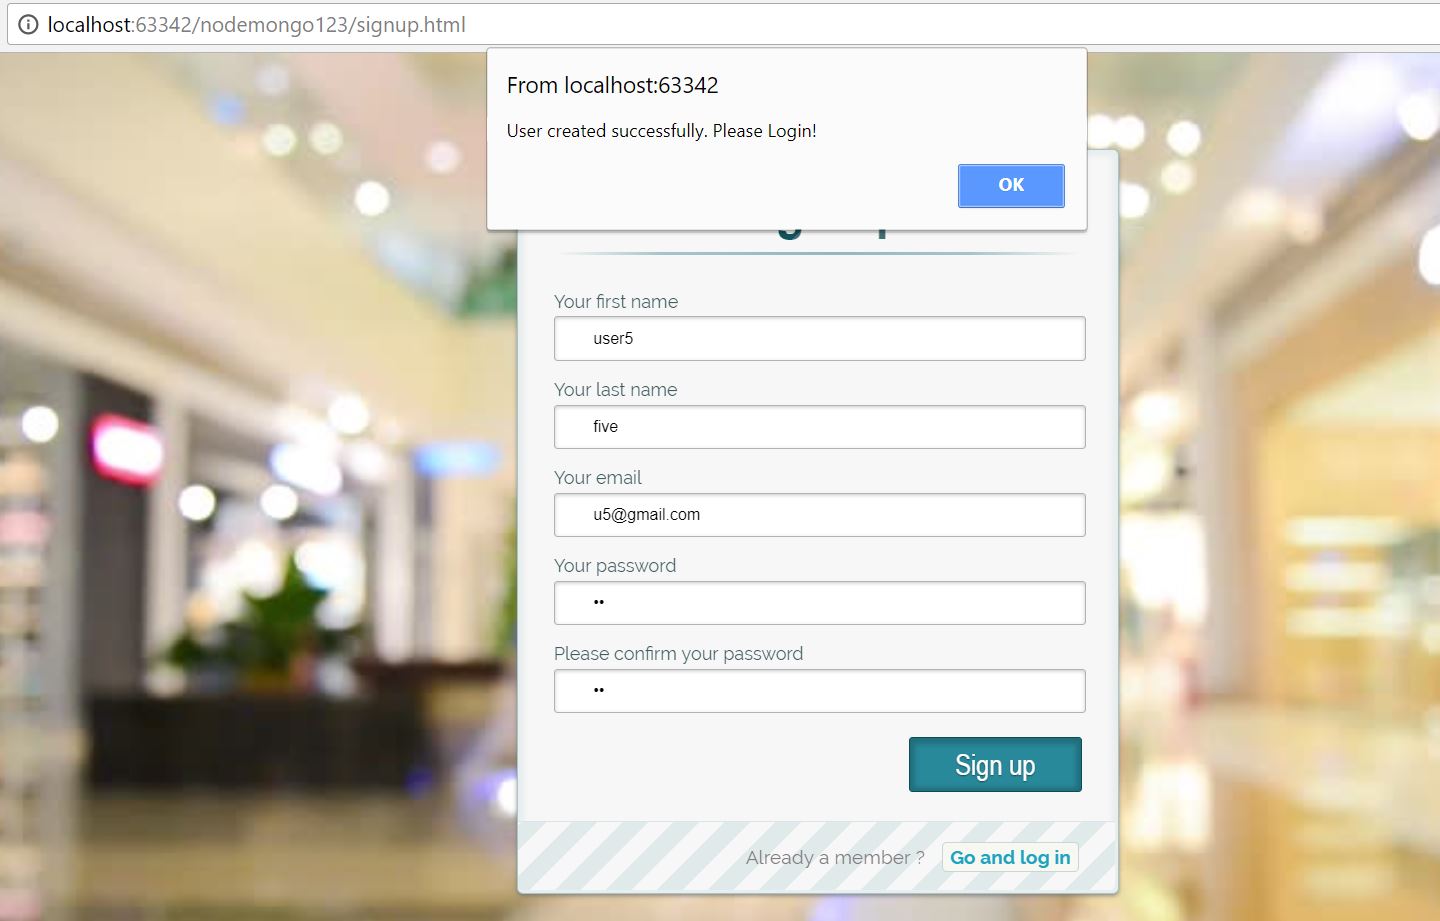 localhost:63342/nodemongo123/signup.html
From localhost:63342
User created successfully. Please Login!
OK
Your first name
user5
Your last name
five
Your email
u5@gmail.com
Your password
••
Please confirm your password
••
Sign up
Already a member ? Go and log in